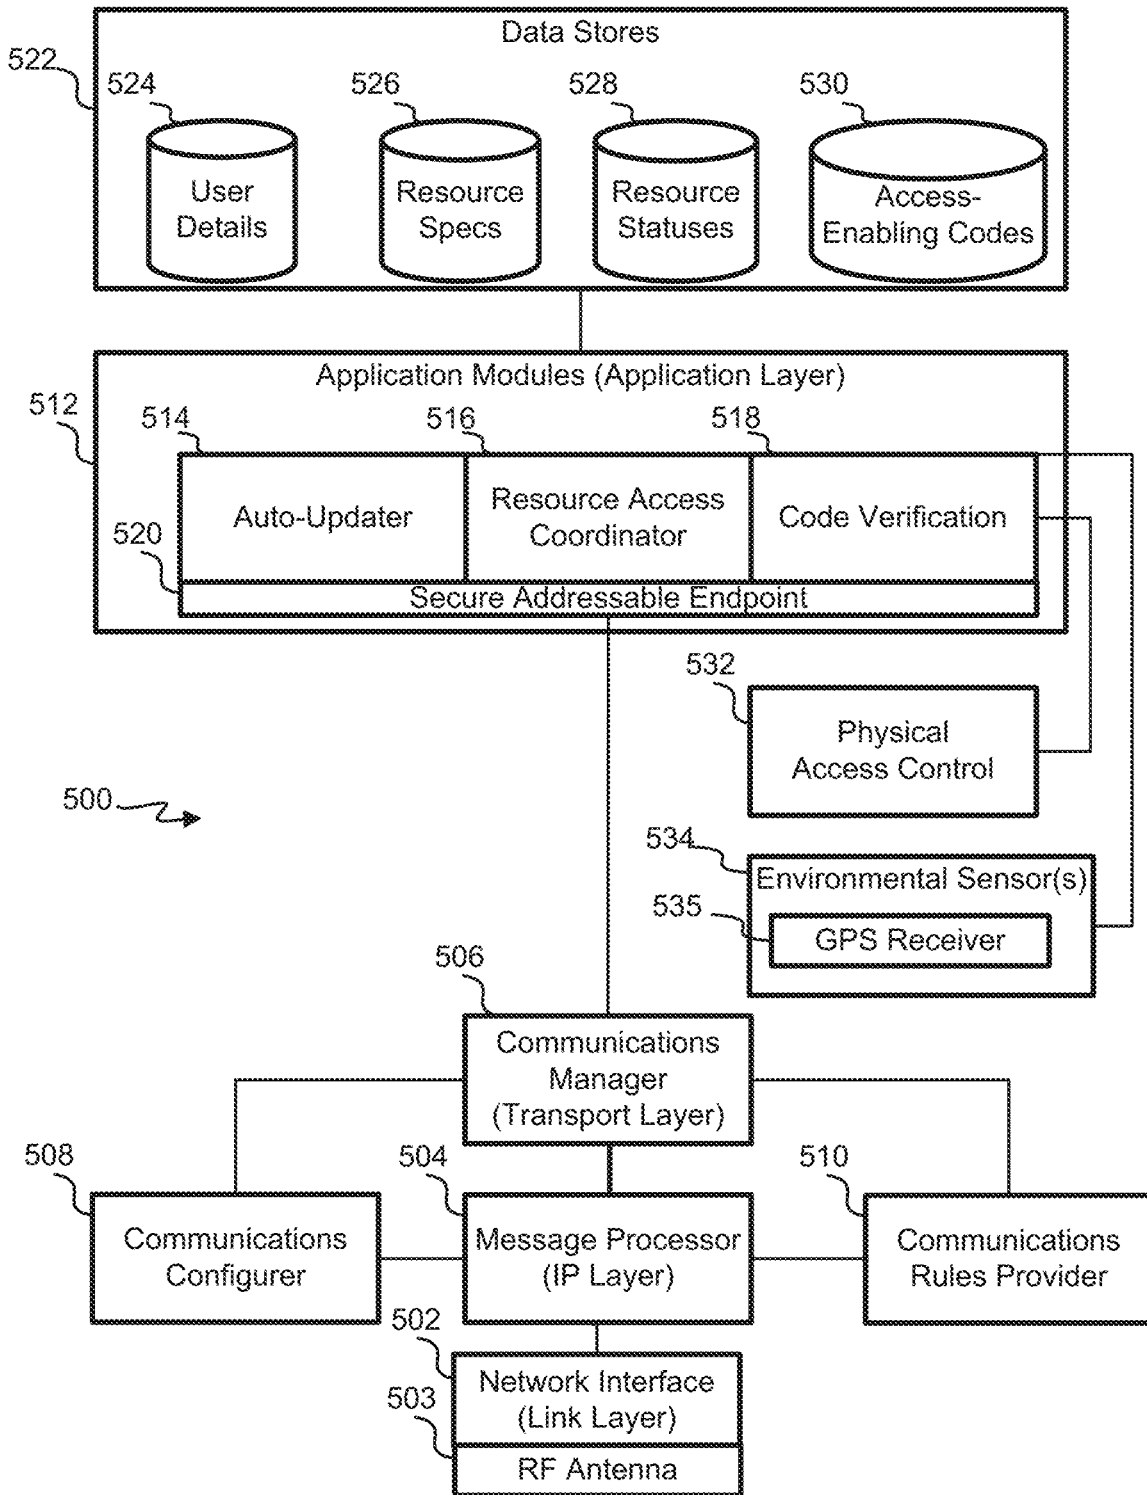 Data Stores
522
524
526
528
530
User
Details
Resource
Specs
Resource
Statuses
Access-
Enabling Codes
Application Modules (Application Layer)
512
514
516
518
Auto-Updater
Resource Access
Coordinator
Code Verification
520
Secure Addressable Endpoint
532
Physical
Access Control
500
534
Environmental Sensor(s)
535
GPS Receiver
506
Communications
Manager
(Transport Layer)
508
504
510
Communications
Configurer
Message Processor
(IP Layer)
Communications
Rules Provider
502
Network Interface
(Link Layer)
503
RF Antenna